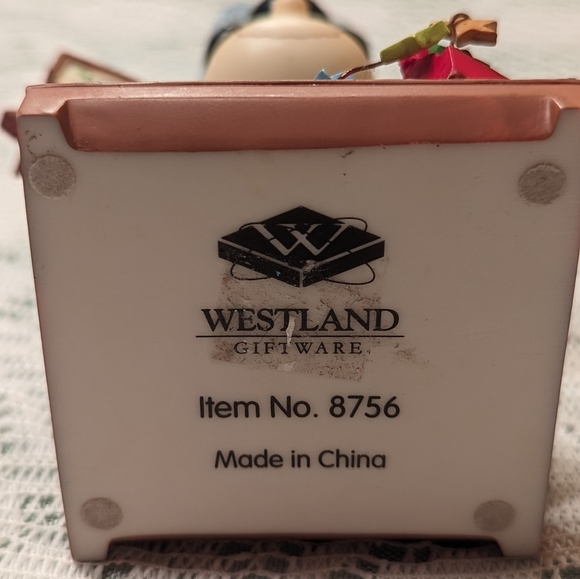 W
WESTLAND
GIFTWARE
Item No. 8756
Made in China